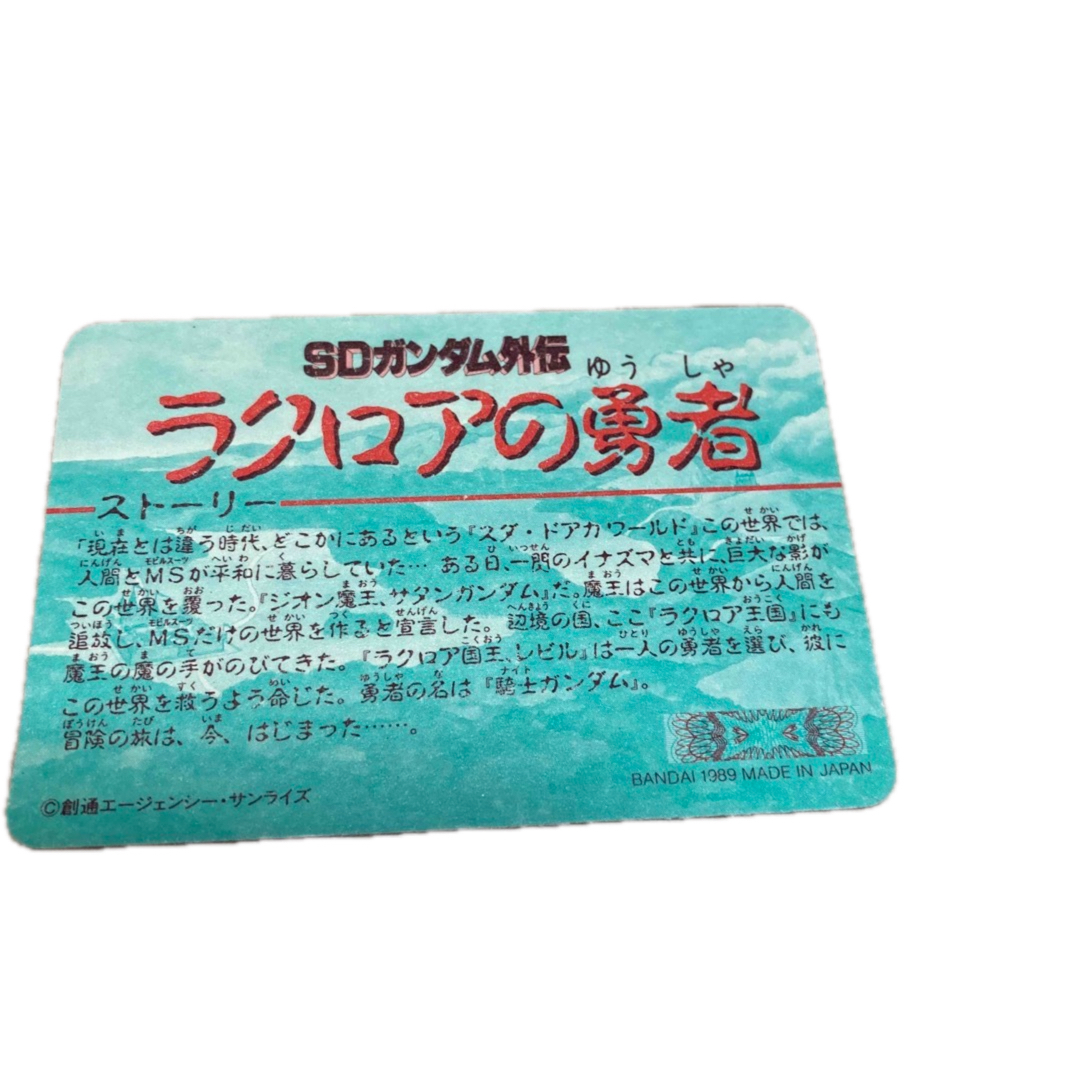 SDガンダム外伝
ゆう しゃ
ラクロアの勇者
ストーリー
「現在とは違う時代、どこかにあるという『スダ・ドアカワールド』この世界では、
人間とMSが平和に暮らしていた… ある日、一閃のイナズマと共に、巨大な影が
この世界を覆った。『ジオン魔王、サタンガンダム』だ。魔王はこの世界から人間を
追放し、MSだけの世界を作ると宣言した。 辺境の国、ここ『ラクロア王国』にも
魔王の魔の手がのびてきた。『ラクロア国王、レビル』は一人の勇者を選び、彼に
この世界を救うよう命じた。勇者の名は『騎士ガンダム』。
冒険の旅は、今、はじまった……。
BANDAI 1989 MADE IN JAPAN
©創通エージェンシー・サンライズ